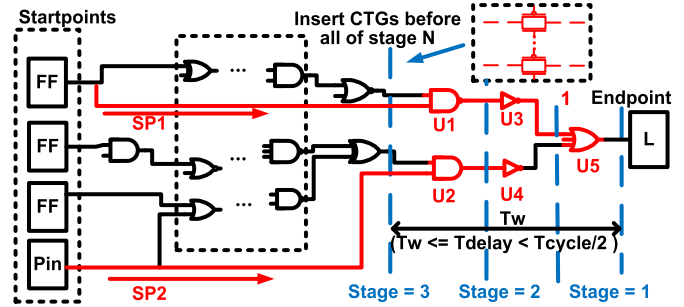 Startpoints
Insert CTGs before
all of stage N
FF
...
...
SP1
U1
U3
1
Endpoint
L
FF
...
U5
FF
...
U2
U4
Tw
(Tw <= Tdelay < Tcycle/2 )
Pin
SP2
Stage = 3
Stage = 2
Stage = 1